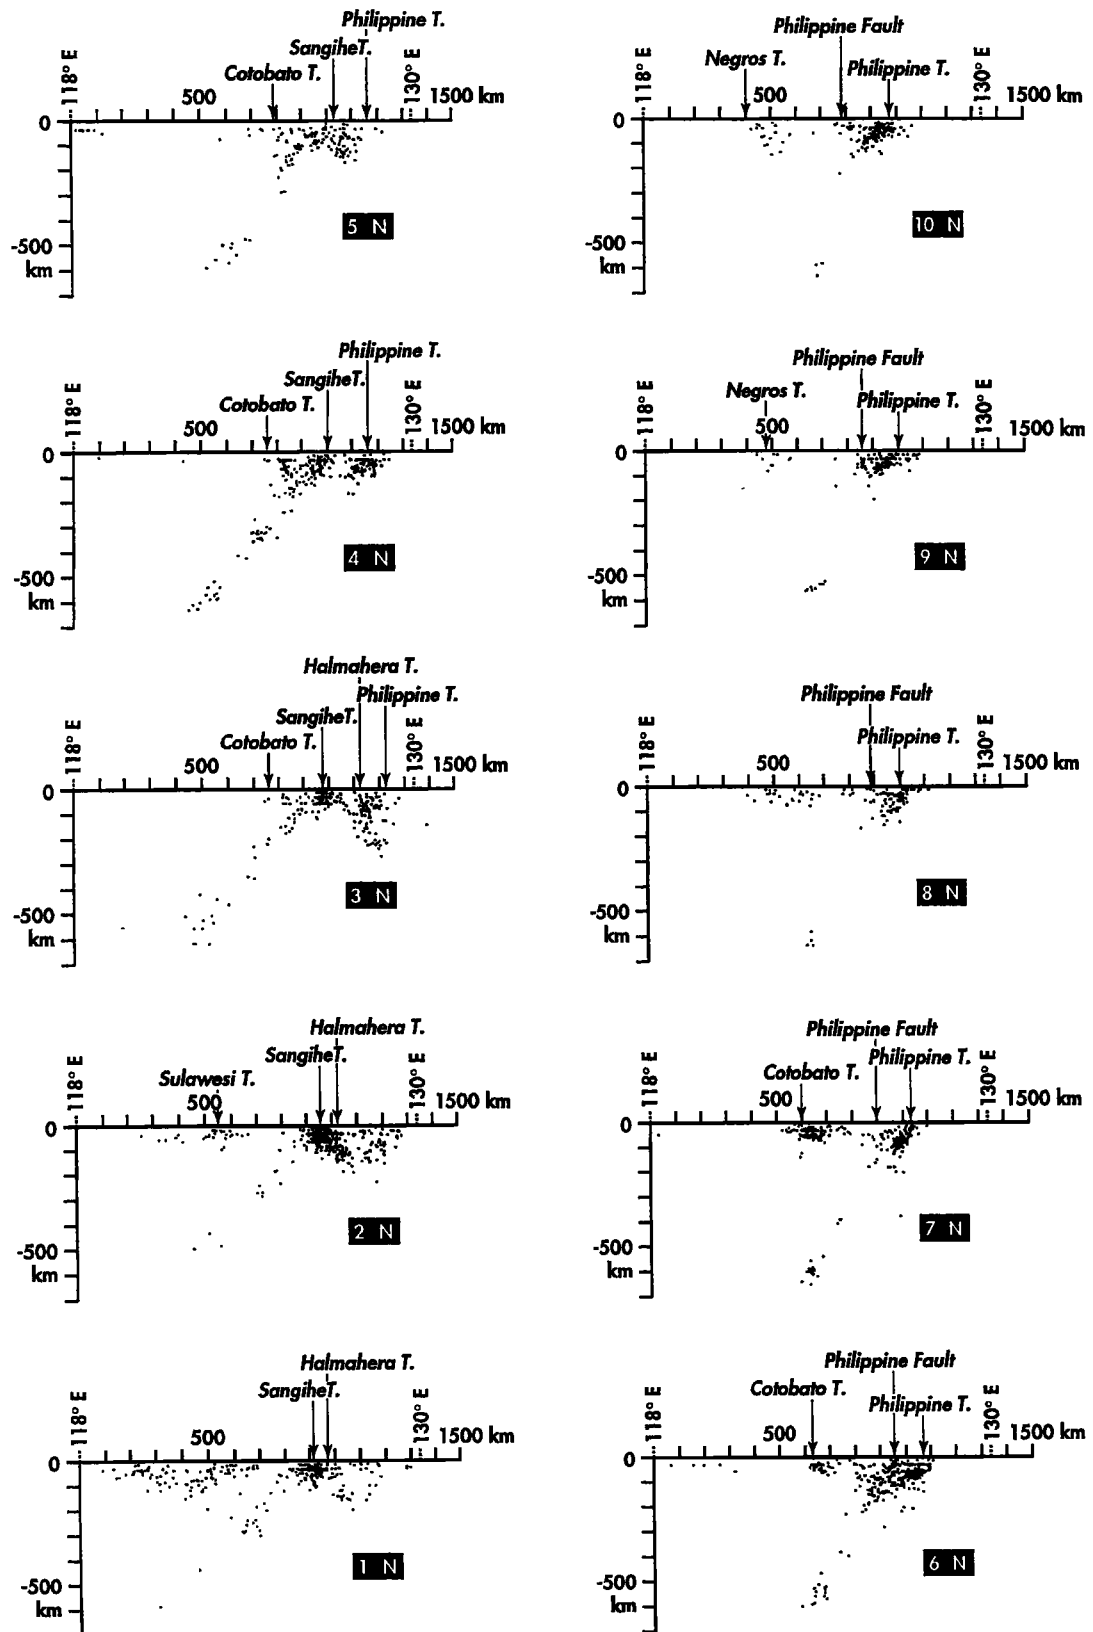 Philippine T.
SangiheT.
Cotobato T.
118° E
500
130° E
1500 km
0
-500
km
5 N
Philippine T.
SangiheT.
Cotobato T.
118° E
500
130° E
1500 km
0
-500
km
4 N
Halmahera T.
Philippine T.
SangiheT.
Cotobato T.
118° E
500
130° E
1500 km
0
-500
km
3 N
Halmahera T.
SangiheT.
Sulawesi T.
118° E
500
130° E
1500 km
0
-500
km
2 N
Halmahera T.
SangiheT.
118° E
500
130° E
1500 km
0
-500
km
1 N
Philippine Fault
Negros T.
Philippine T.
118° E
500
130° E
1500 km
0
-500
km
10 N
Philippine Fault
Negros T.
Philippine T.
118° E
500
130° E
1500 km
0
-500
km
9 N
Philippine Fault
Philippine T.
118° E
500
130° E
1500 km
0
-500
km
8 N
Philippine Fault
Philippine T.
Cotobato T.
118° E
500
130° E
1500 km
0
-500
km
7 N
Philippine Fault
Cotobato T.
Philippine T.
118° E
500
130° E
1500 km
0
-500
km
6 N